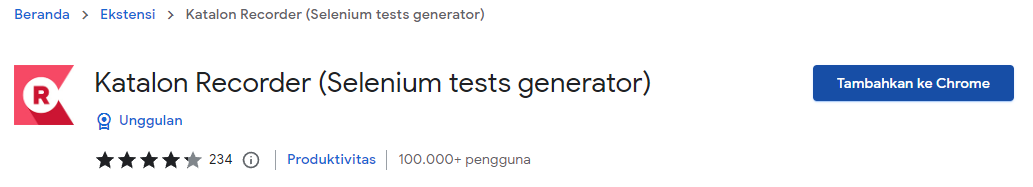 Beranda > Ekstensi > Katalon Recorder (Selenium tests generator)
R
Katalon Recorder (Selenium tests generator)
Tambahkan ke Chrome
Unggulan
234 | Produktivitas | 100.000+ pengguna